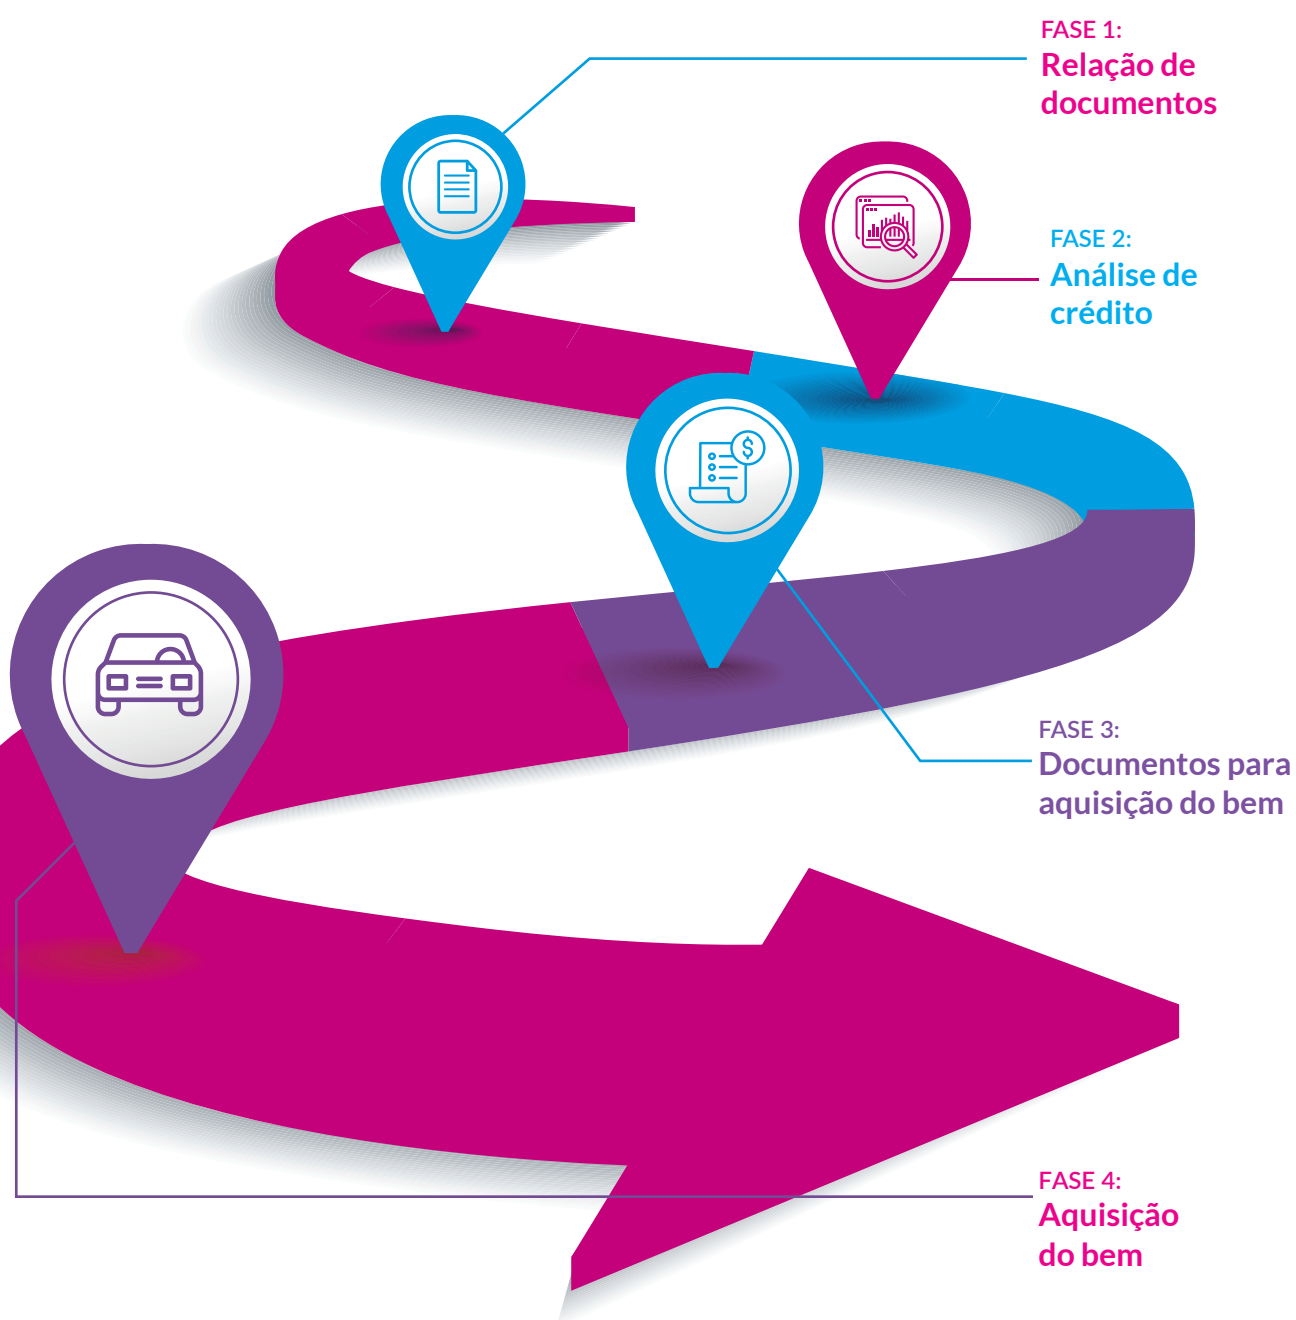 FASE 1:
Relação de
documentos
FASE 2:
Análise de
crédito
$
FASE 3:
Documentos para
aquisição do bem
FASE 4:
Aquisição
do bem